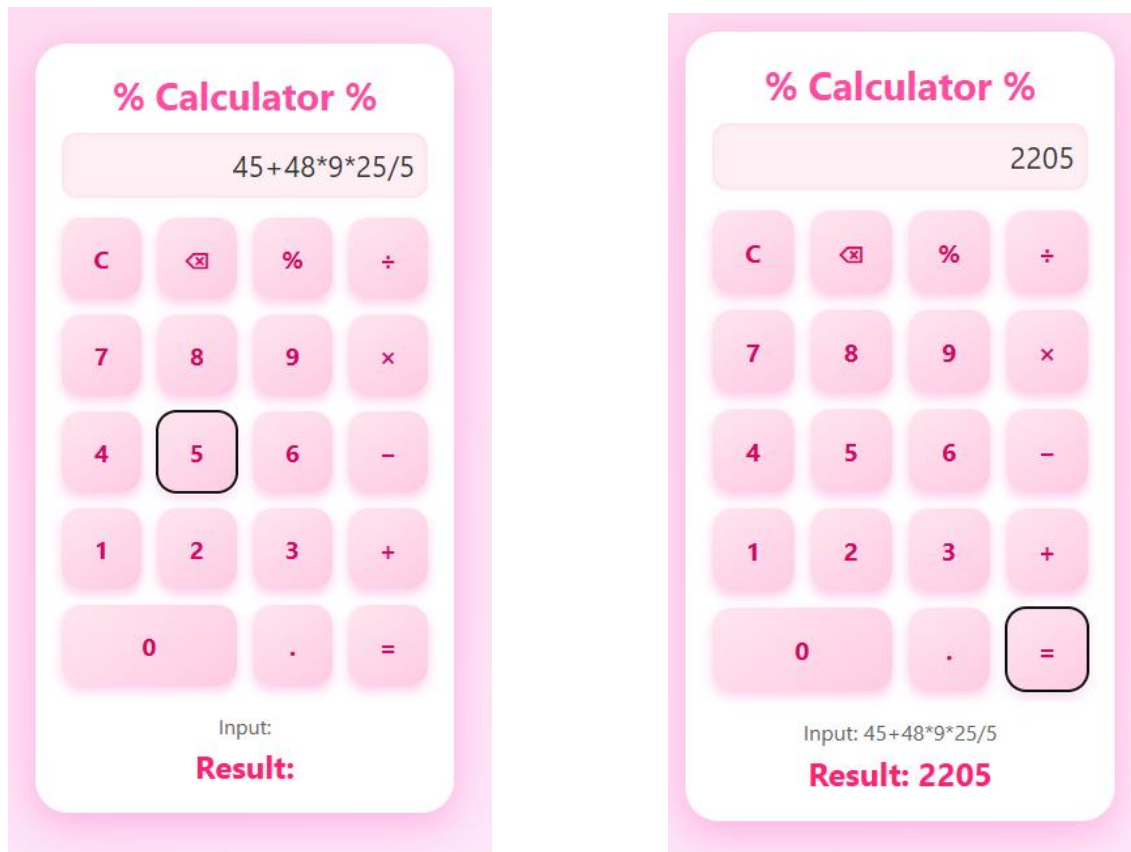 % Calculator %
45+48*9*25/5
C ⌫ % ÷
7 8 9 ×
4 5 6 −
1 2 3 +
0 . =
Input:
Result:
% Calculator %
2205
C ⌫ % ÷
7 8 9 ×
4 5 6 −
1 2 3 +
0 . =
Input: 45+48*9*25/5
Result: 2205